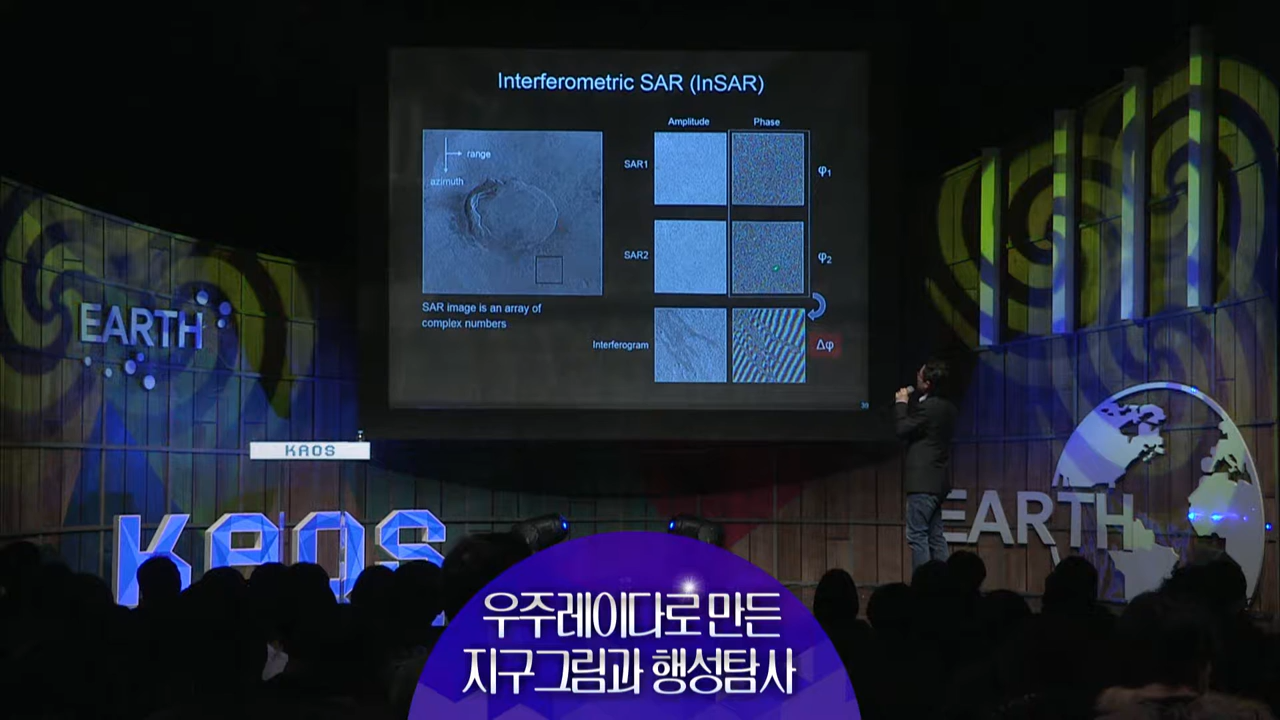 Interferometric SAR (InSAR)
Amplitude
Phase
range
azimuth
SAR1
φ1
SAR2
φ2
SAR image is an array of
complex numbers
Interferogram
Δφ
39
EARTH
KAOS
KAOS
EARTH
우주레이다로 만든
지구그림과 행성탐사